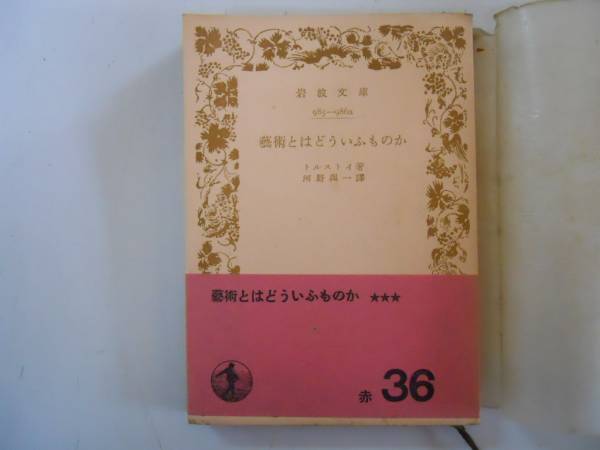 岩波文庫
985—986a
藝術とはどういふものか
トルストイ著
河野與一譯
藝術とはどういふものか ★★★
赤 36